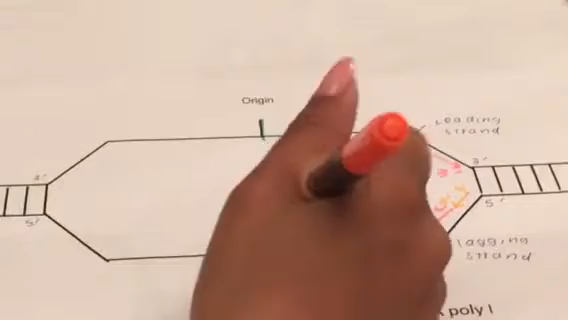 Origin
Leading
strand
3'
3'
5'
5'
lagging
strand
poly I